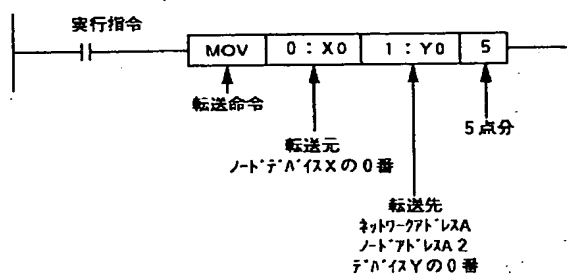 実行指令
MOV 0：X0 1：Y0 5
転送命令
5点分
転送元
ノードデバイスXの0番
転送先
ネットワークアドレスA
ノードアドレスA2
デバイスYの0番